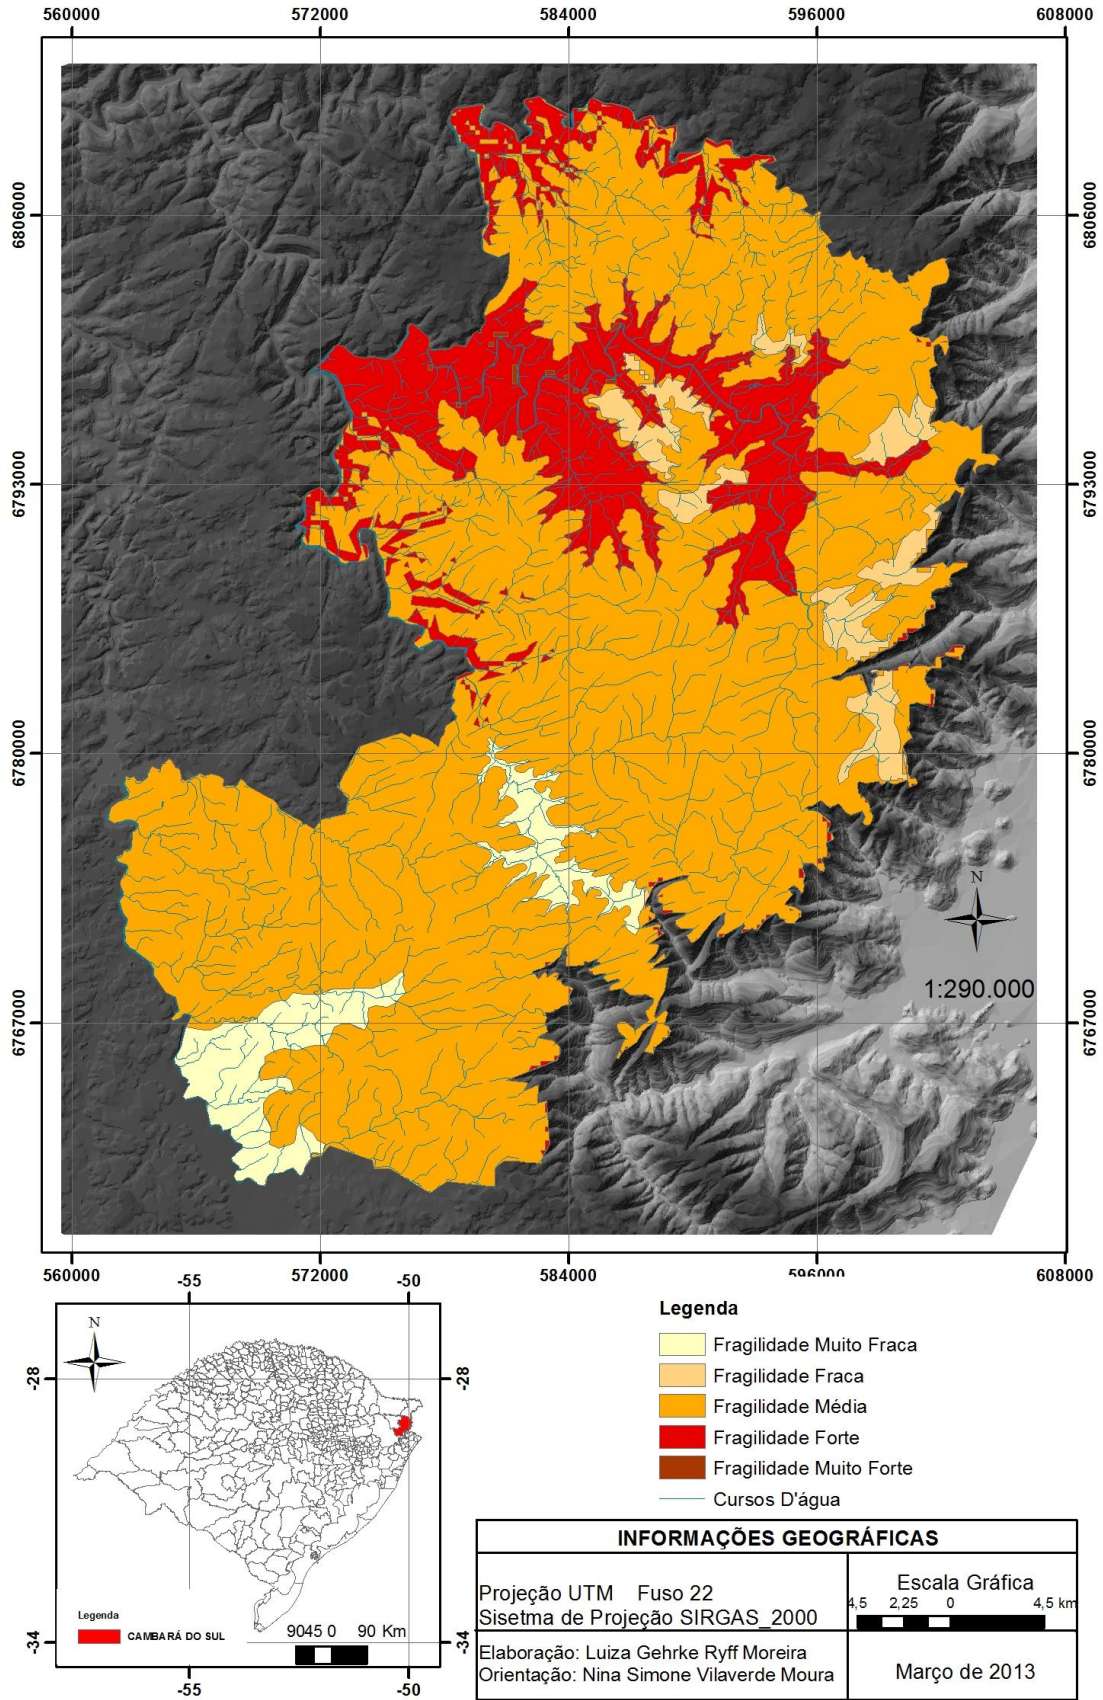 560000 572000 584000 596000 608000
6806000 6806000
6793000 6793000
6780000 6780000
N
1:290.000
6767000 6767000
560000 572000 584000 596000 608000
-55 -50
N
-28 -28
-34 -34
Legenda
CAMBARÁ DO SUL
9045 0 90 Km
-55 -50
Legenda
Fragilidade Muito Fraca
Fragilidade Fraca
Fragilidade Média
Fragilidade Forte
Fragilidade Muito Forte
Cursos D'água
INFORMAÇÕES GEOGRÁFICAS
Projeção UTM Fuso 22
Sisetma de Projeção SIRGAS_2000
Escala Gráfica
4,5 2,25 0 4,5 km
Elaboração: Luiza Gehrke Ryff Moreira
Orientação: Nina Simone Vilaverde Moura
Março de 2013